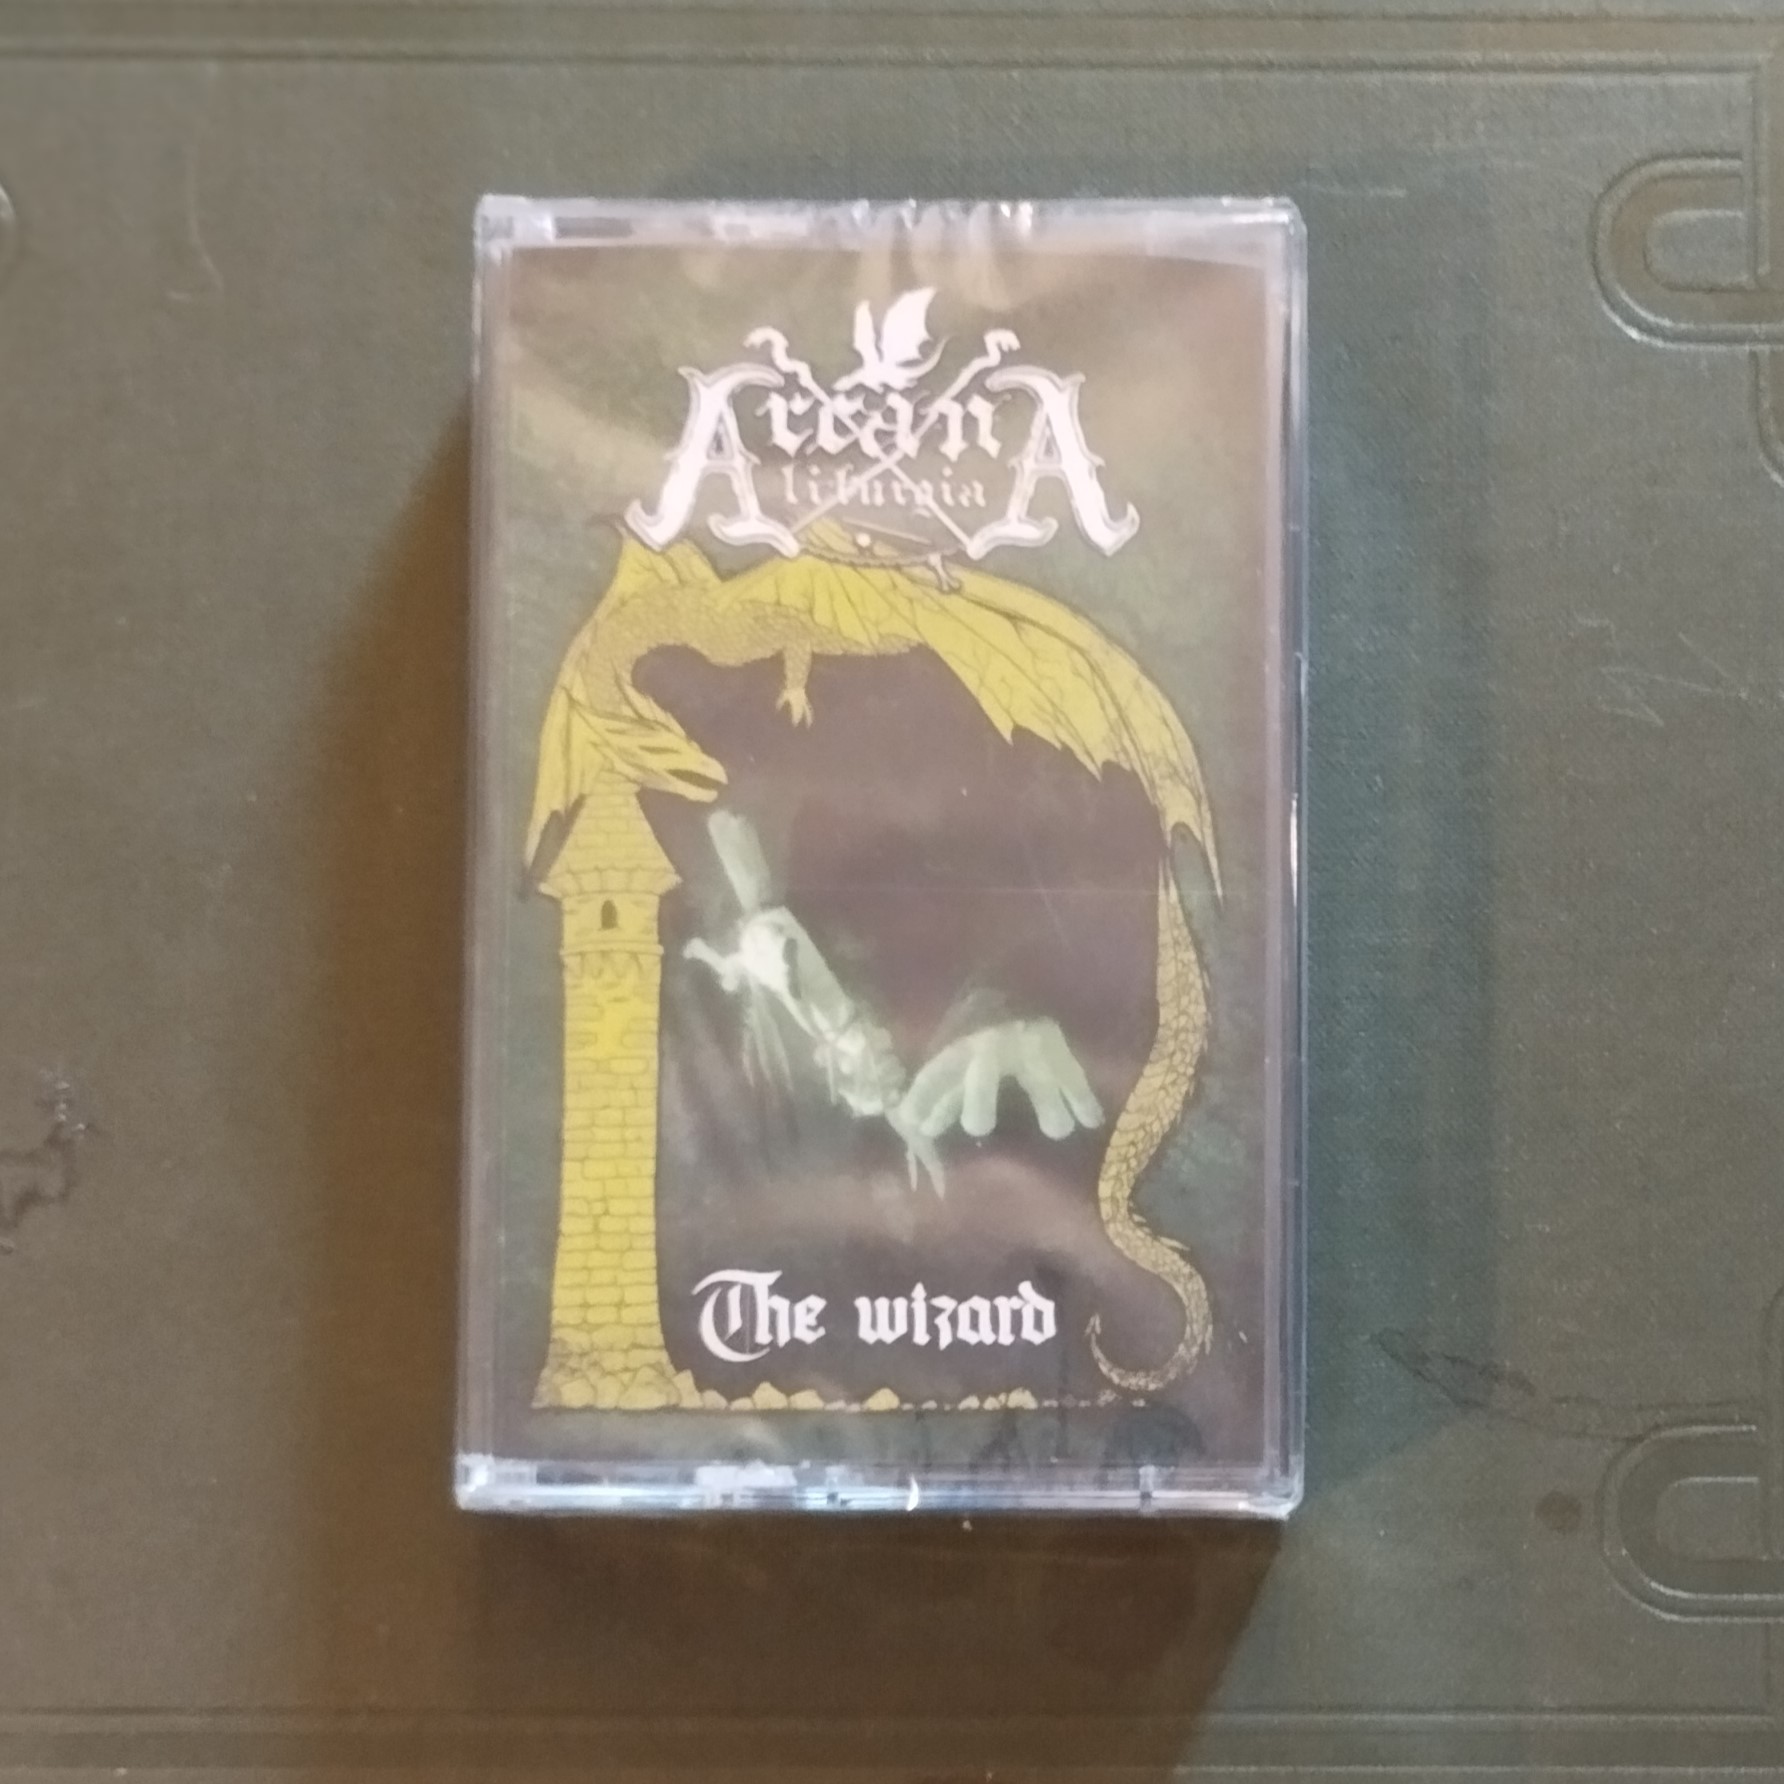 Arcana
liturgia
The wizard